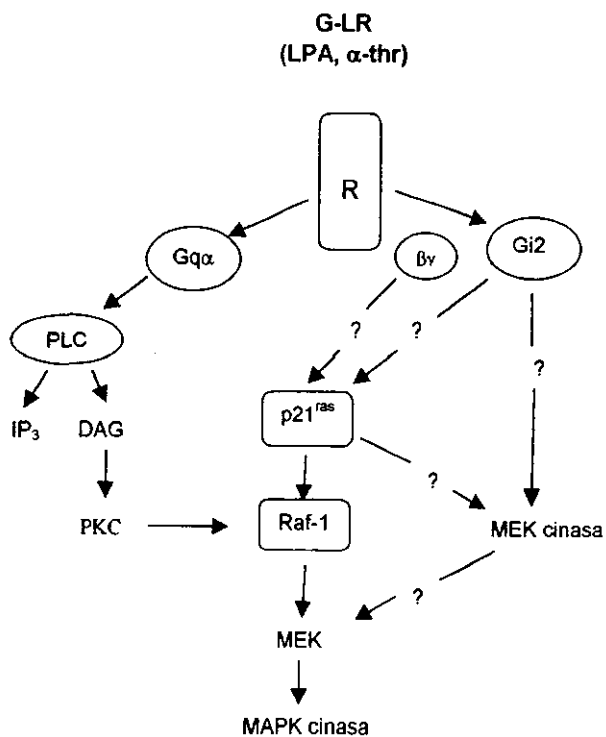 G-LR
(LPA, α-thr)
R
Gqα
βγ
Gi2
PLC
?
?
?
IP₃
DAG
p21ʳᵃˢ
?
PKC
Raf-1
MEK cinasa
?
MEK
MAPK cinasa